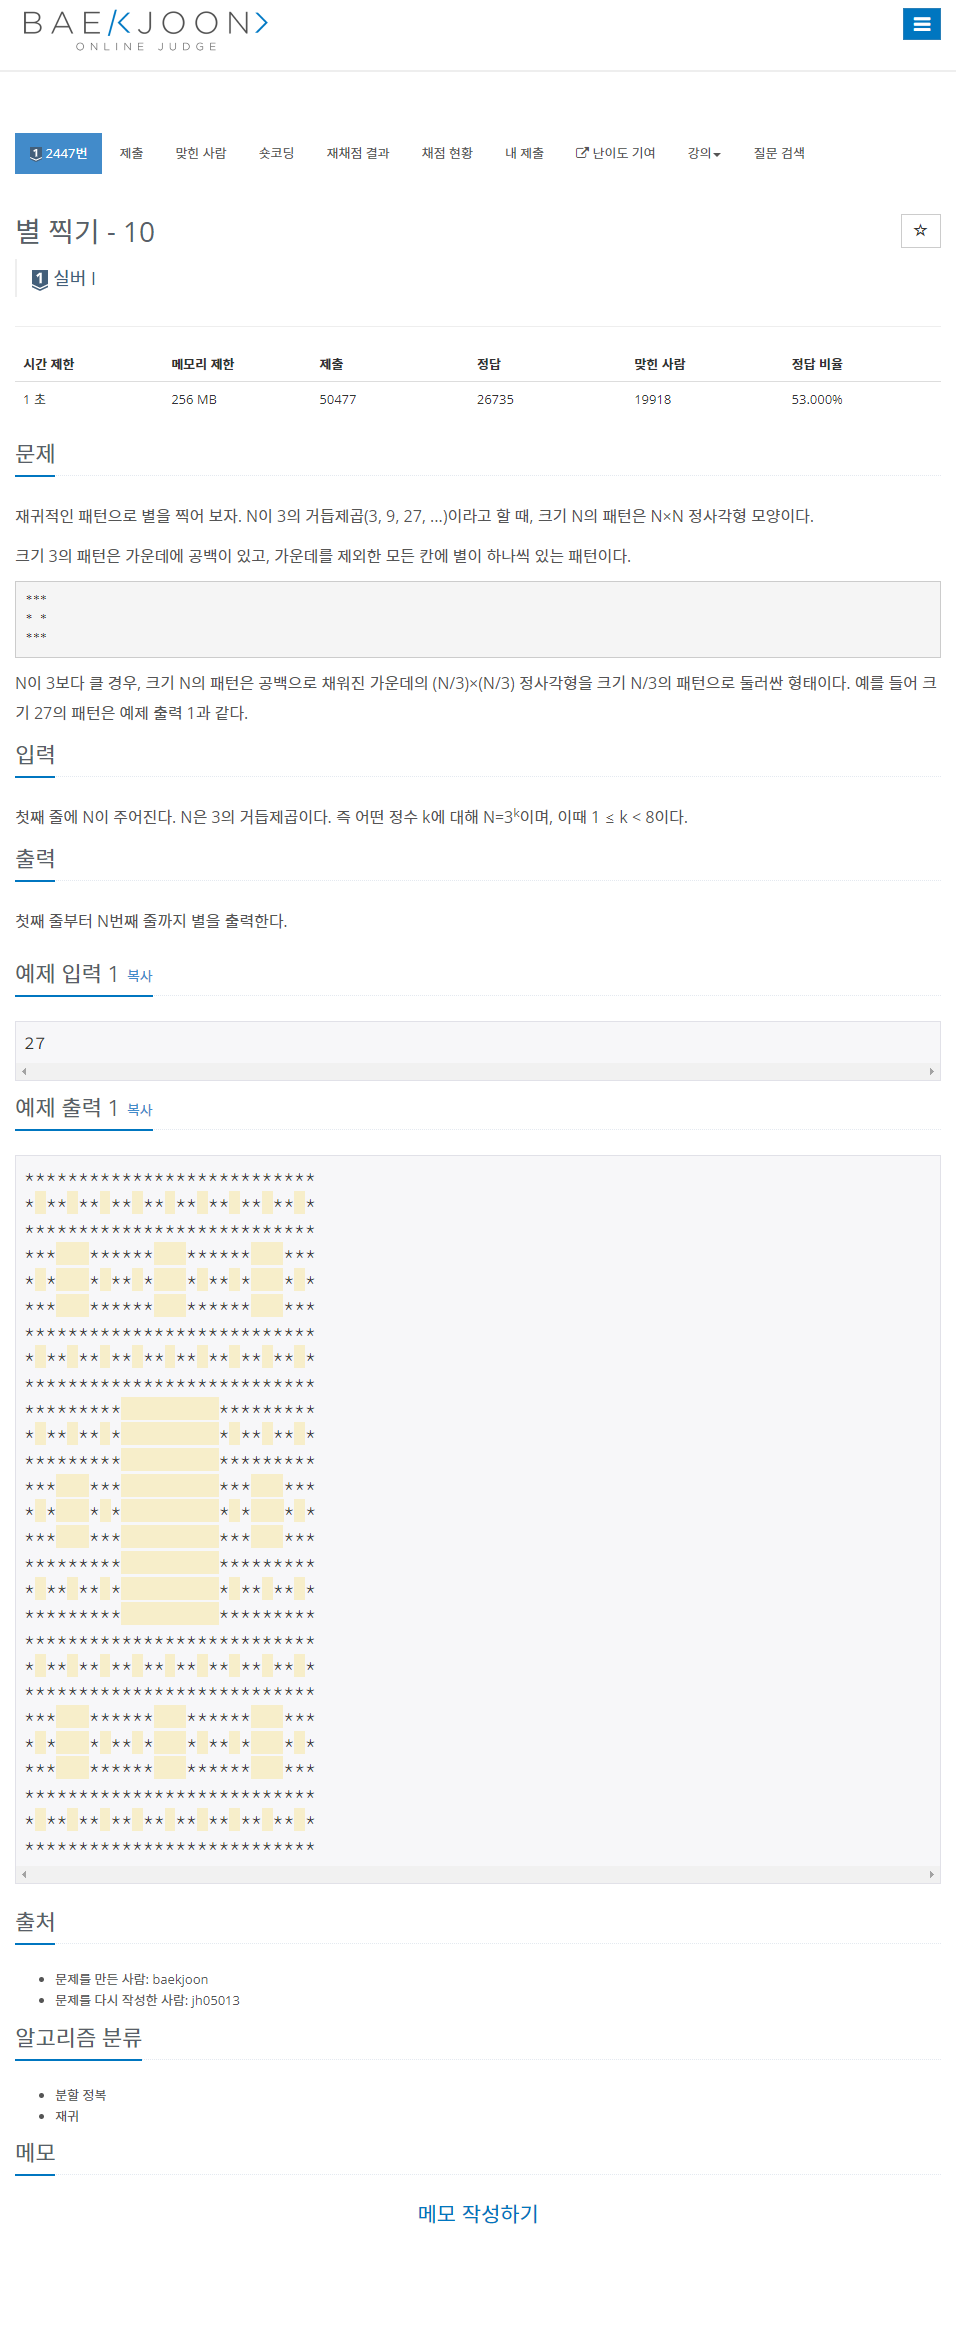 BAEKJOON>
ONLINE JUDGE
1 2447번 제출 맞힌 사람 숏코딩 재채점 결과 채점 현황 내 제출 난이도 기여 강의 질문 검색
별 찍기 - 10
1 실버 I
시간 제한 메모리 제한 제출 정답 맞힌 사람 정답 비율
1 초 256 MB 50477 26735 19918 53.000%
문제
재귀적인 패턴으로 별을 찍어 보자. N이 3의 거듭제곱(3, 9, 27, ...)이라고 할 때, 크기 N의 패턴은 N×N 정사각형 모양이다.
크기 3의 패턴은 가운데에 공백이 있고, 가운데를 제외한 모든 칸에 별이 하나씩 있는 패턴이다.
***
* *
***
N이 3보다 클 경우, 크기 N의 패턴은 공백으로 채워진 가운데의 (N/3)×(N/3) 정사각형을 크기 N/3의 패턴으로 둘러싼 형태이다. 예를 들어 크
기 27의 패턴은 예제 출력 1과 같다.
입력
첫째 줄에 N이 주어진다. N은 3의 거듭제곱이다. 즉 어떤 정수 k에 대해 N=3^k이며, 이때 1 ≤ k < 8이다.
출력
첫째 줄부터 N번째 줄까지 별을 출력한다.
예제 입력 1 복사
27
예제 출력 1 복사
***************************
* ** ** ** ** ** ** ** ** *
***************************
***   ******   ******   ***
* *   * ** *   * ** *   * *
***   ******   ******   ***
***************************
* ** ** ** ** ** ** ** ** *
***************************
*********         *********
* ** ** *         * ** ** *
*********         *********
***   ***         ***   ***
* *   * *         * *   * *
***   ***         ***   ***
*********         *********
* ** ** *         * ** ** *
*********         *********
***************************
* ** ** ** ** ** ** ** ** *
***************************
***   ******   ******   ***
* *   * ** *   * ** *   * *
***   ******   ******   ***
***************************
* ** ** ** ** ** ** ** ** *
***************************
출처
• 문제를 만든 사람: baekjoon
• 문제를 다시 작성한 사람: jh05013
알고리즘 분류
• 분할 정복
• 재귀
메모
메모 작성하기